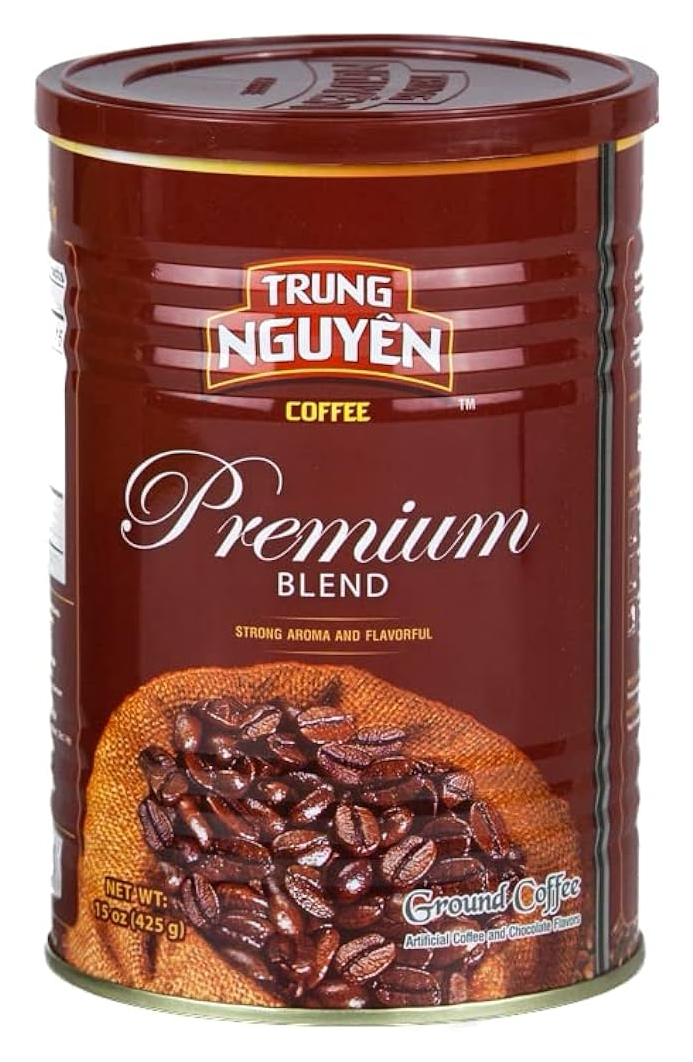 TRUNG
NGUYÊN
COFFEE
TM
Premium
BLEND
STRONG AROMA AND FLAVORFUL
NET WT:
15 oz (425 g)
Ground Coffee
Artificial Coffee and Chocolate Flavors